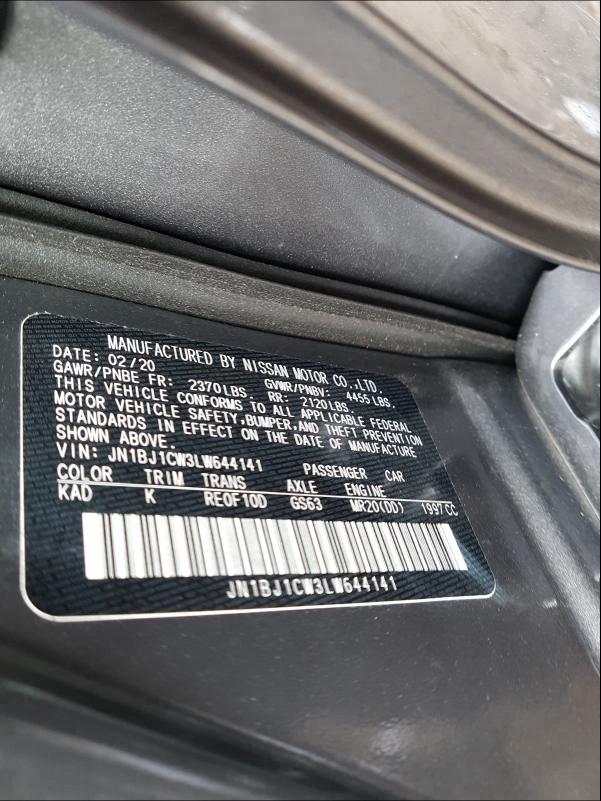 MANUFACTURED BY NISSAN MOTOR CO.,LTD.
DATE: 02/20
GAWR/PNBE FR: 2370LBS. GVWR/PNBV: 4455 LBS.
RR: 2120LBS.
THIS VEHICLE CONFORMS TO ALL APPLICABLE FEDERAL
MOTOR VEHICLE SAFETY,BUMPER,AND THEFT PREVENTION
STANDARDS IN EFFECT ON THE DATE OF MANUFACTURE
SHOWN ABOVE.
VIN: JN1BJ1CW3LW644141 PASSENGER CAR
COLOR TRIM TRANS AXLE ENGINE
KAD K RE0F10D GS63 MR20(DD) 1997CC
JN1BJ1CW3LW644141